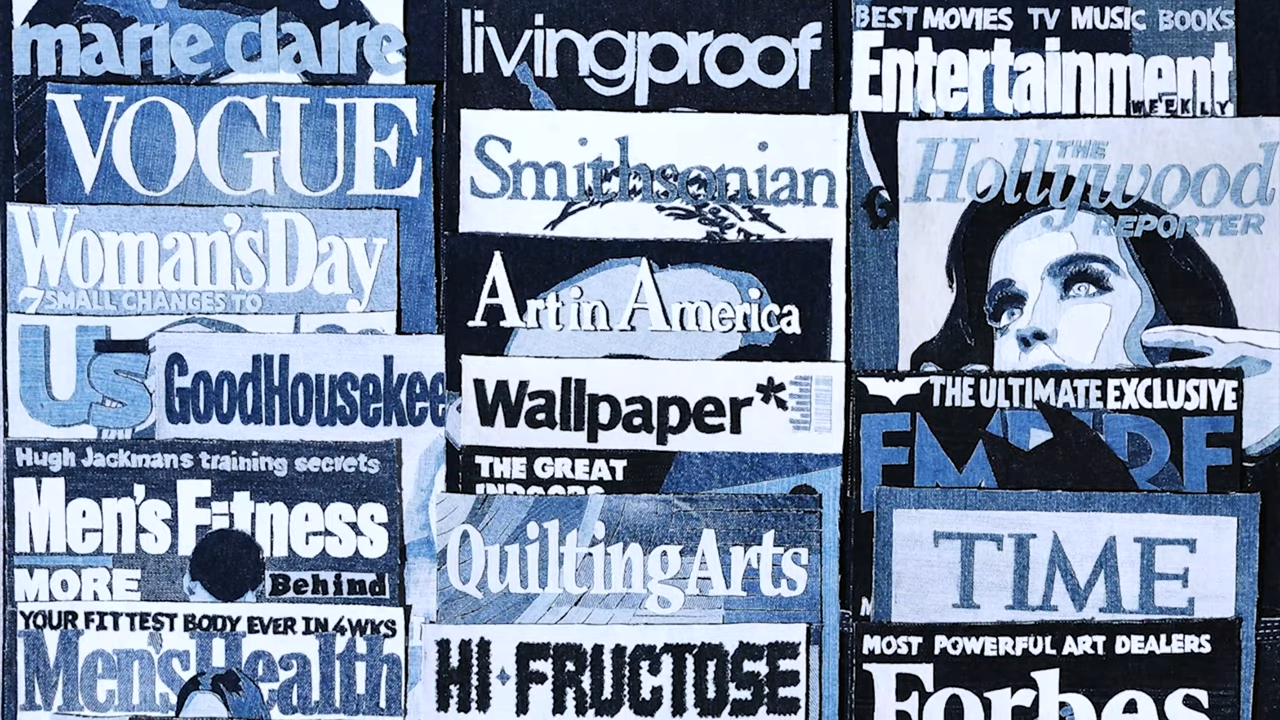 marie claire
VOGUE
Woman'sDay
7 SMALL CHANGES TO
Us
GoodHousekee
Hugh Jackmans training secrets
Men's Fitness
MORE
Behind
YOUR FITTEST BODY EVER IN 4WKS
Men'sHealth
livingproof
Smithsonian
Art in America
Wallpaper*
THE GREAT
INDOORS
Quilting Arts
HI-FRUCTOSE
BEST MOVIES TV MUSIC BOOKS
Entertainment
WEEKLY
THE
Hollywood
REPORTER
THE ULTIMATE EXCLUSIVE
EMPIRE
TIME
MOST POWERFUL ART DEALERS
Forbes